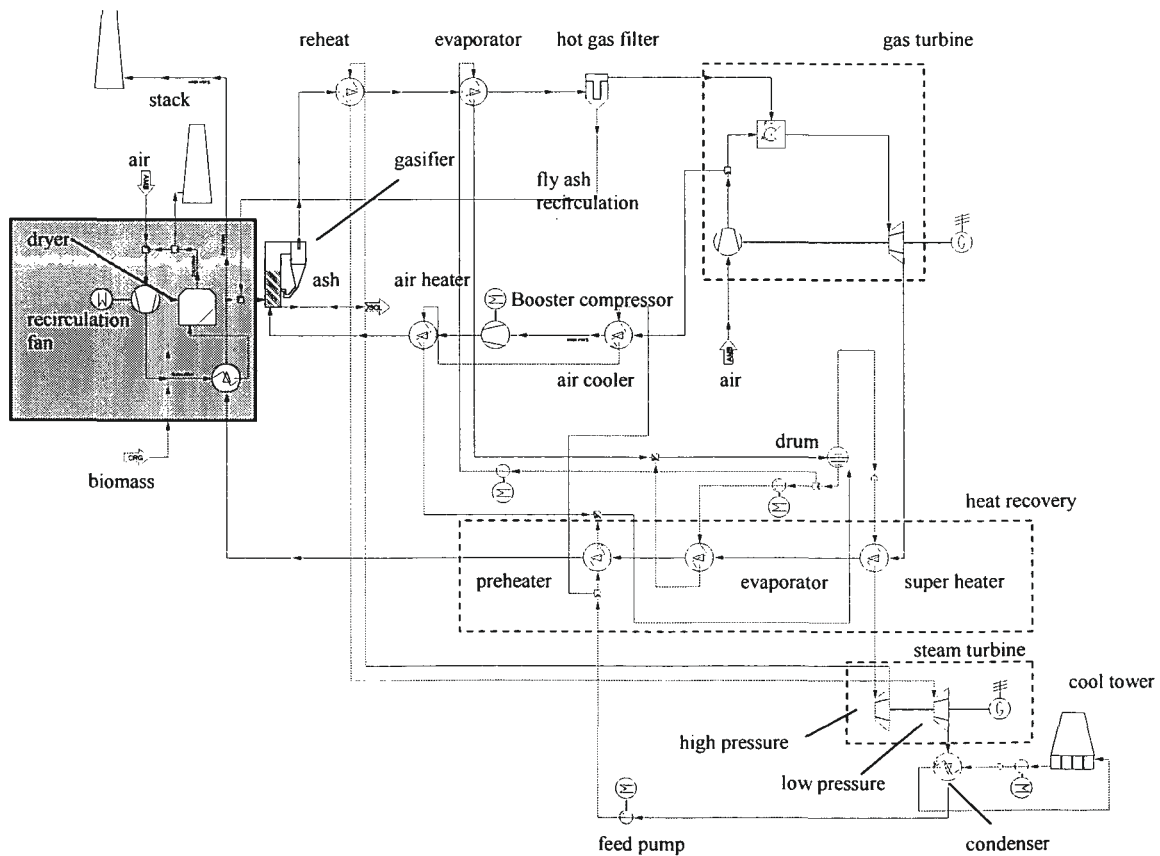 reheat
evaporator
hot gas filter
gas turbine
stack
air
gasifier
fly ash
recirculation
dryer
ash
air heater
Booster compressor
M
M
recirculation
fan
G
air cooler
air
drum
ORG
biomass
M
M
heat recovery
preheater
evaporator
super heater
steam turbine
cool tower
G
high pressure
low pressure
M
M
feed pump
condenser